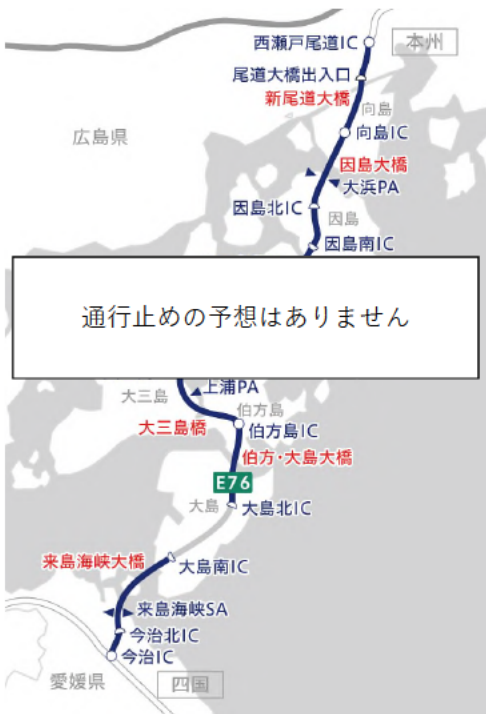 西瀬戸尾道IC
本州
尾道大橋出入口
新尾道大橋
向島
向島IC
広島県
因島大橋
大浜PA
因島北IC
因島
因島南IC
通行止めの予想はありません
上浦PA
大三島
伯方島
大三島橋
伯方島IC
伯方・大島大橋
E76
大島
大島北IC
来島海峡大橋
大島南IC
来島海峡SA
今治北IC
今治IC
愛媛県
四国